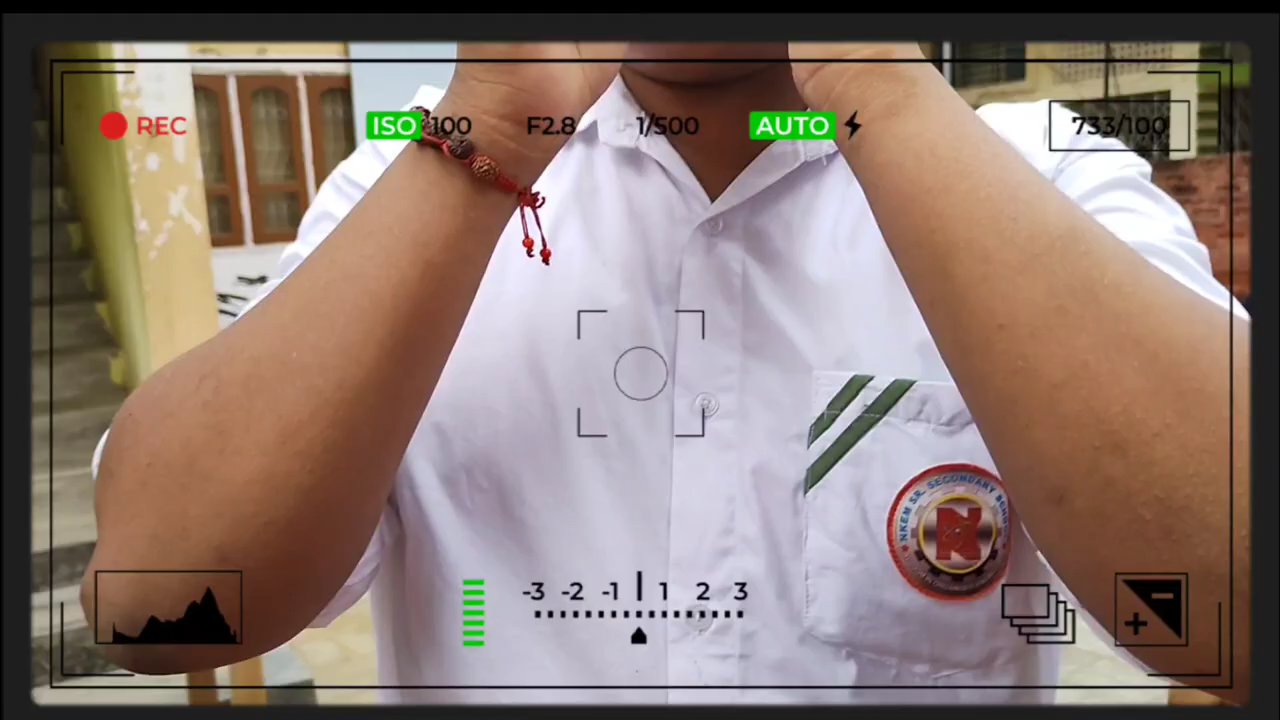 REC
ISO 100 F2.8 1/500 AUTO
733/100
NKEM SR. SECONDARY SCHOOL
N
-3 -2 -1 1 2 3